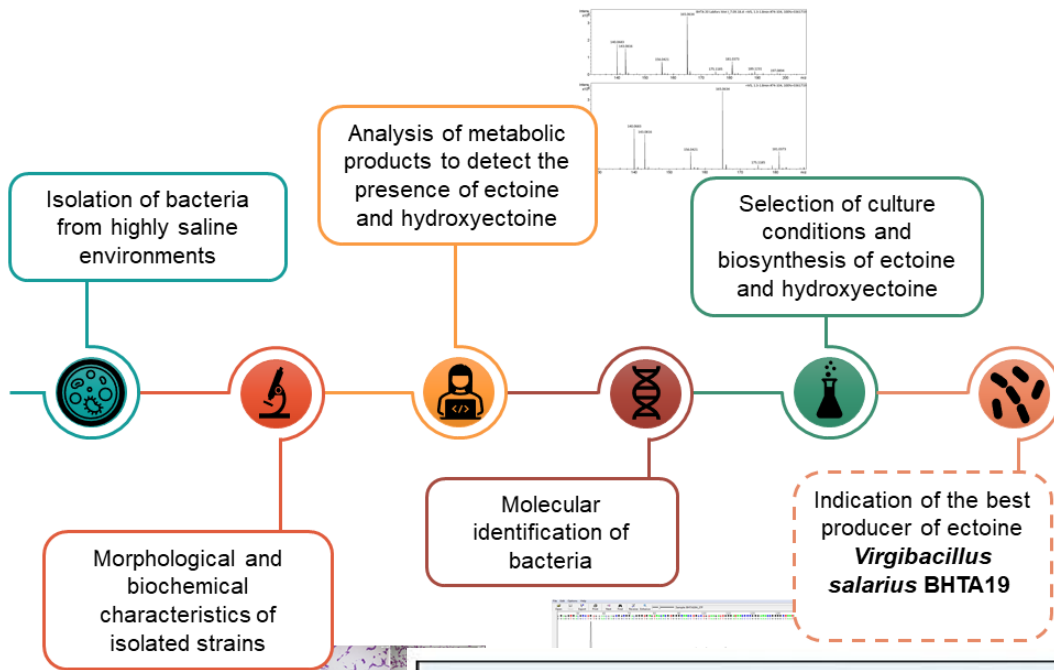 Analysis of metabolic
products to detect the
presence of ectoine
and hydroxyectoine
Isolation of bacteria
from highly saline
environments
Selection of culture
conditions and
biosynthesis of ectoine
and hydroxyectoine
</>
Molecular
identification of
bacteria
Indication of the best
producer of ectoine
Virgibacillus
salarius BHTA19
Morphological and
biochemical
characteristics of
isolated strains